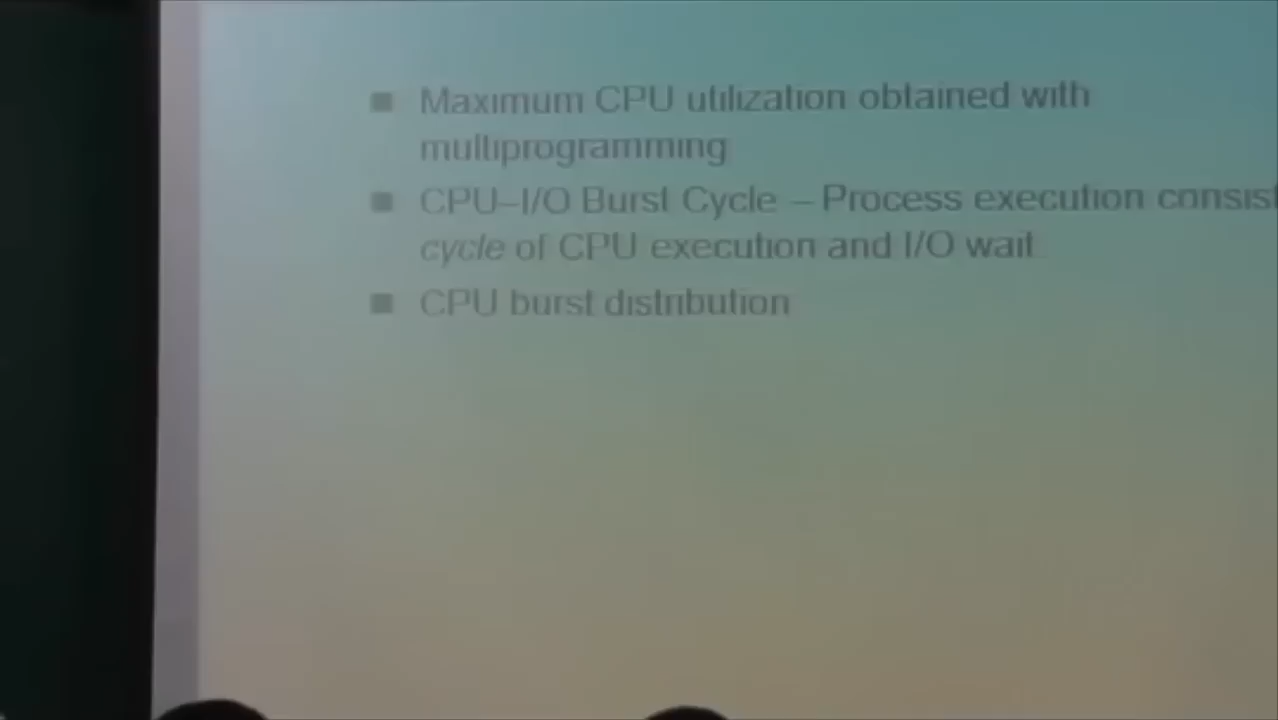 Maximum CPU utilization obtained with
multiprogramming
CPU–I/O Burst Cycle – Process execution consist
cycle of CPU execution and I/O wait
CPU burst distribution